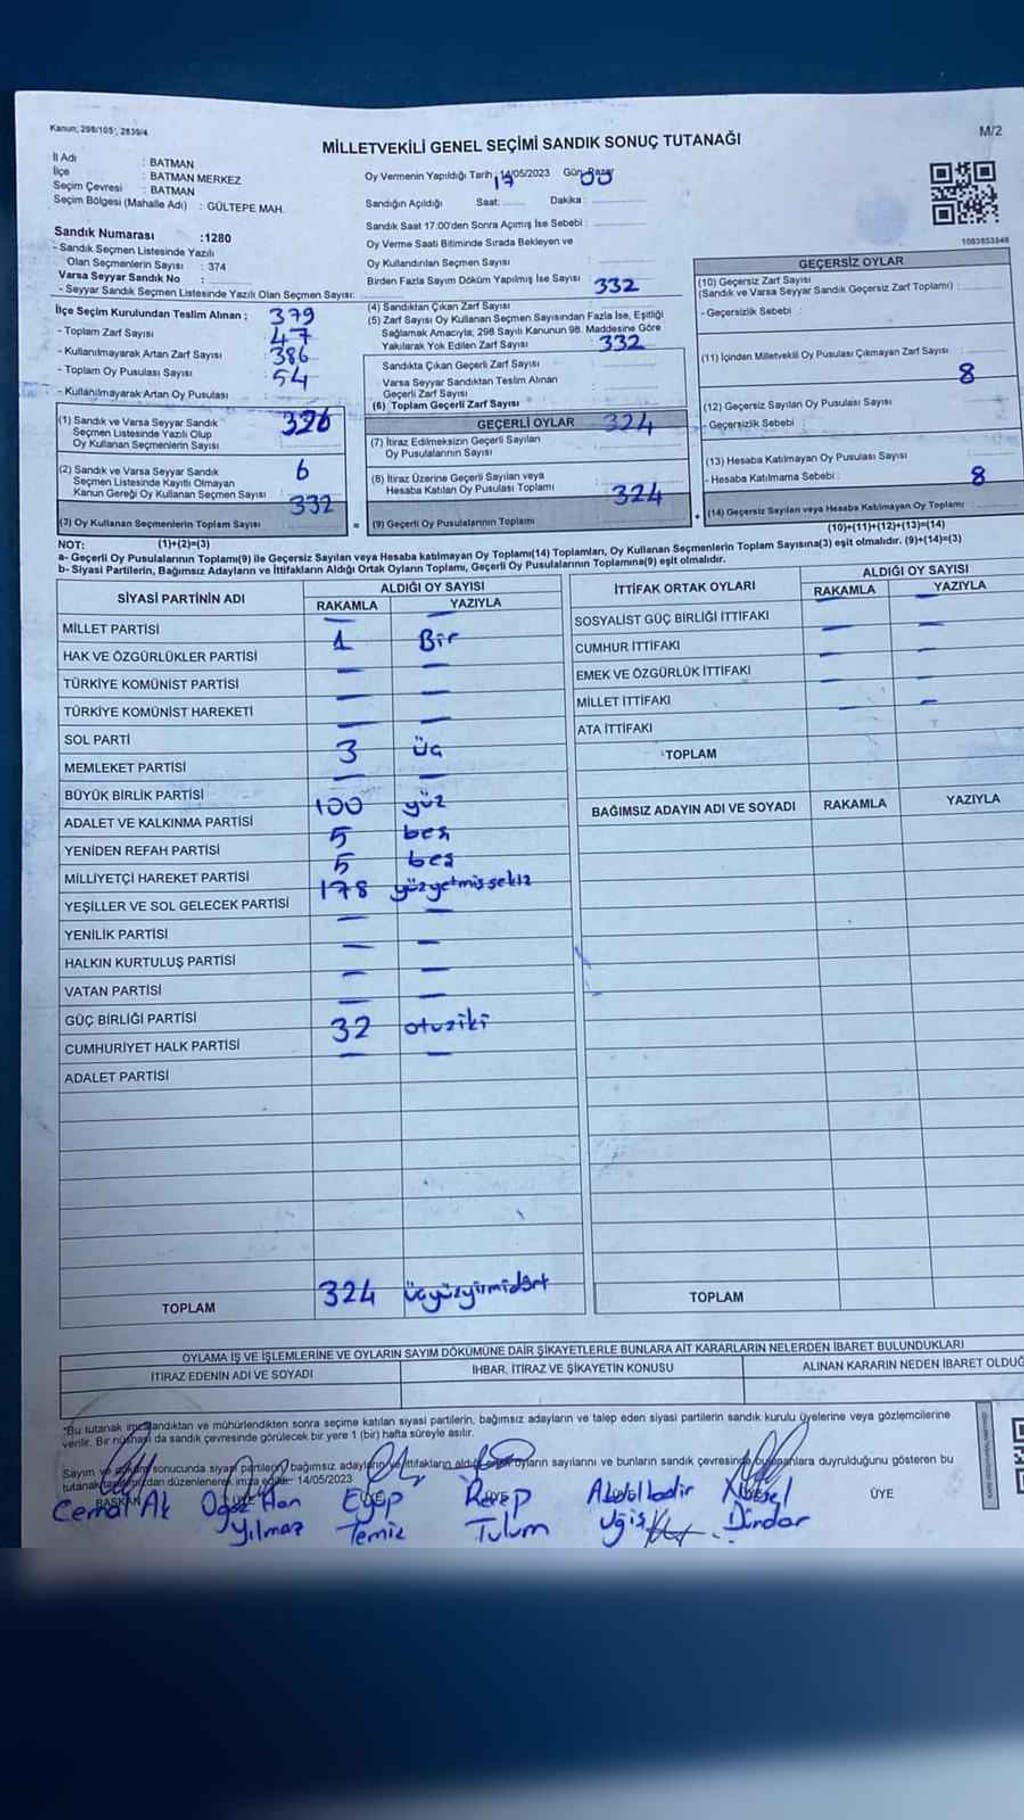 Kanun; 298/105', 2839/4
M/2
MİLLETVEKİLİ GENEL SEÇİMİ SANDIK SONUÇ TUTANAĞI
İl Adı : BATMAN
İlçe : BATMAN MERKEZ
Seçim Çevresi : BATMAN
Seçim Bölgesi (Mahalle Adı) : GÜLTEPE MAH.
Sandık Numarası :1280
- Sandık Seçmen Listesinde Yazılı
Olan Seçmenlerin Sayısı : 374
Varsa Seyyar Sandık No :
- Seyyar Sandık Seçmen Listesinde Yazılı Olan Seçmen Sayısı:
Oy Vermenin Yapıldığı Tarih : 14/05/2023 Gün: Pazar
Sandığın Açıldığı Saat: Dakika :
Sandık Saat 17:00'den Sonra Açımış İse Sebebi :
Oy Verme Saati Bitiminde Sırada Bekleyen ve
Oy Kullandırılan Seçmen Sayısı :
Birden Fazla Sayım Döküm Yapılmış İse Sayısı :
1083853848
İlçe Seçim Kurulundan Teslim Alınan ; 379
- Toplam Zarf Sayısı : 47
- Kullanılmayarak Artan Zarf Sayısı : 386
- Toplam Oy Pusulası Sayısı : 54
- Kullanılmayarak Artan Oy Pusulası :
332
(4) Sandıktan Çıkan Zarf Sayısı
(5) Zarf Sayısı Oy Kullanan Seçmen Sayısından Fazla İse, Eşitliği
Sağlamak Amacıyla; 298 Sayılı Kanunun 98. Maddesine Göre
Yakılarak Yok Edilen Zarf Sayısı : 332
Sandıkta Çıkan Geçerli Zarf Sayısı :
Varsa Seyyar Sandıktan Teslim Alınan
Geçerli Zarf Sayısı
(6) Toplam Geçerli Zarf Sayısı
GEÇERSİZ OYLAR
(10) Geçersiz Zarf Sayısı
(Sandık ve Varsa Seyyar Sandık Geçersiz Zarf Toplamı) :
- Geçersizlik Sebebi :
(11) İçinden Milletvekili Oy Pusulası Çıkmayan Zarf Sayısı :
8
(12) Geçersiz Sayılan Oy Pusulası Sayısı :
- Geçersizlik Sebebi :
(13) Hesaba Katılmayan Oy Pusulası Sayısı :
- Hesaba Katılmama Sebebi : 8
(14) Geçersiz Sayılan veya Hesaba Katılmayan Oy Toplamı :
(10)+(11)+(12)+(13)=(14)
(1) Sandık ve Varsa Seyyar Sandık 326
Seçmen Listesinde Yazılı Olup
Oy Kullanan Seçmenlerin Sayısı :
(2) Sandık ve Varsa Seyyar Sandık 6
Seçmen Listesinde Kayıtlı Olmayan
Kanun Gereği Oy Kullanan Seçmen Sayısı :
332
(3) Oy Kullanan Seçmenlerin Toplam Sayısı :
(1)+(2)=(3)
GEÇERLİ OYLAR 324
(7) İtiraz Edilmeksizin Geçerli Sayılan
Oy Pusulalarının Sayısı :
(8) İtiraz Üzerine Geçerli Sayılan veya
Hesaba Katılan Oy Pusulası Toplamı : 324
= (9) Geçerli Oy Pusulalarının Toplamı : +
NOT:
a- Geçerli Oy Pusulalarının Toplamı(9) ile Geçersiz Sayılan veya Hesaba katılmayan Oy Toplamı(14) Toplamları, Oy Kullanan Seçmenlerin Toplam Sayısına(3) eşit olmalıdır. (9)+(14)=(3)
b- Siyasi Partilerin, Bağımsız Adayların ve İttifakların Aldığı Ortak Oyların Toplamı, Geçerli Oy Pusulalarının Toplamına(9) eşit olmalıdır.
SİYASİ PARTİNİN ADI
ALDIĞI OY SAYISI
RAKAMLA YAZIYLA
MİLLET PARTİSİ — —
HAK VE ÖZGÜRLÜKLER PARTİSİ 1 Bir
TÜRKİYE KOMÜNİST PARTİSİ — —
TÜRKİYE KOMÜNİST HAREKETİ — —
SOL PARTİ — —
MEMLEKET PARTİSİ 3 üç
BÜYÜK BİRLİK PARTİSİ — —
ADALET VE KALKINMA PARTİSİ 100 yüz
YENİDEN REFAH PARTİSİ 5 beş
MİLLİYETÇİ HAREKET PARTİSİ 5 beş
YEŞİLLER VE SOL GELECEK PARTİSİ 178 yüzyetmişsekiz
YENİLİK PARTİSİ — —
HALKIN KURTULUŞ PARTİSİ — —
VATAN PARTİSİ — —
GÜÇ BİRLİĞİ PARTİSİ — —
CUMHURİYET HALK PARTİSİ 32 otuziki
ADALET PARTİSİ — —
TOPLAM 324 üçyüzyirmidört
İTTİFAK ORTAK OYLARI
ALDIĞI OY SAYISI
RAKAMLA YAZIYLA
SOSYALİST GÜÇ BİRLİĞİ İTTİFAKI — —
CUMHUR İTTİFAKI — —
EMEK VE ÖZGÜRLÜK İTTİFAKI — —
MİLLET İTTİFAKI — —
ATA İTTİFAKI
TOPLAM
BAĞIMSIZ ADAYIN ADI VE SOYADI RAKAMLA YAZIYLA
TOPLAM
OYLAMA İŞ VE İŞLEMLERİNE VE OYLARIN SAYIM DÖKÜMÜNE DAİR ŞİKAYETLERLE BUNLARA AİT KARARLARIN NELERDEN İBARET BULUNDUKLARI
İTİRAZ EDENİN ADI VE SOYADI
İHBAR, İTİRAZ VE ŞİKAYETİN KONUSU
ALINAN KARARIN NEDEN İBARET OLDUĞ
*Bu tutanak sandıktan ve mühürlendikten sonra seçime katılan siyasi partilerin, bağımsız adayların ve talep eden siyasi partilerin sandık kurulu üyelerine veya gözlemcilerine
verilir. Bir nüshası da sandık çevresinde görülecek bir yere 1 (bir) hafta süreyle asılır.
Sayım ve sonucunda siyasi partilerin, bağımsız adayların ve ittifakların aldığı oyların sayılarını ve bunların sandık çevresinde duyrulduğunu gösteren bu
tutanak tarafımızdan düzenlenerek imza edildi. 14/05/2023
BAŞKAN ÜYE
Cemal Ak
Oğuz Han Yılmaz
Eyüp Temiz
Recep Tulum
Abdulkadir
Yüksel Dindar